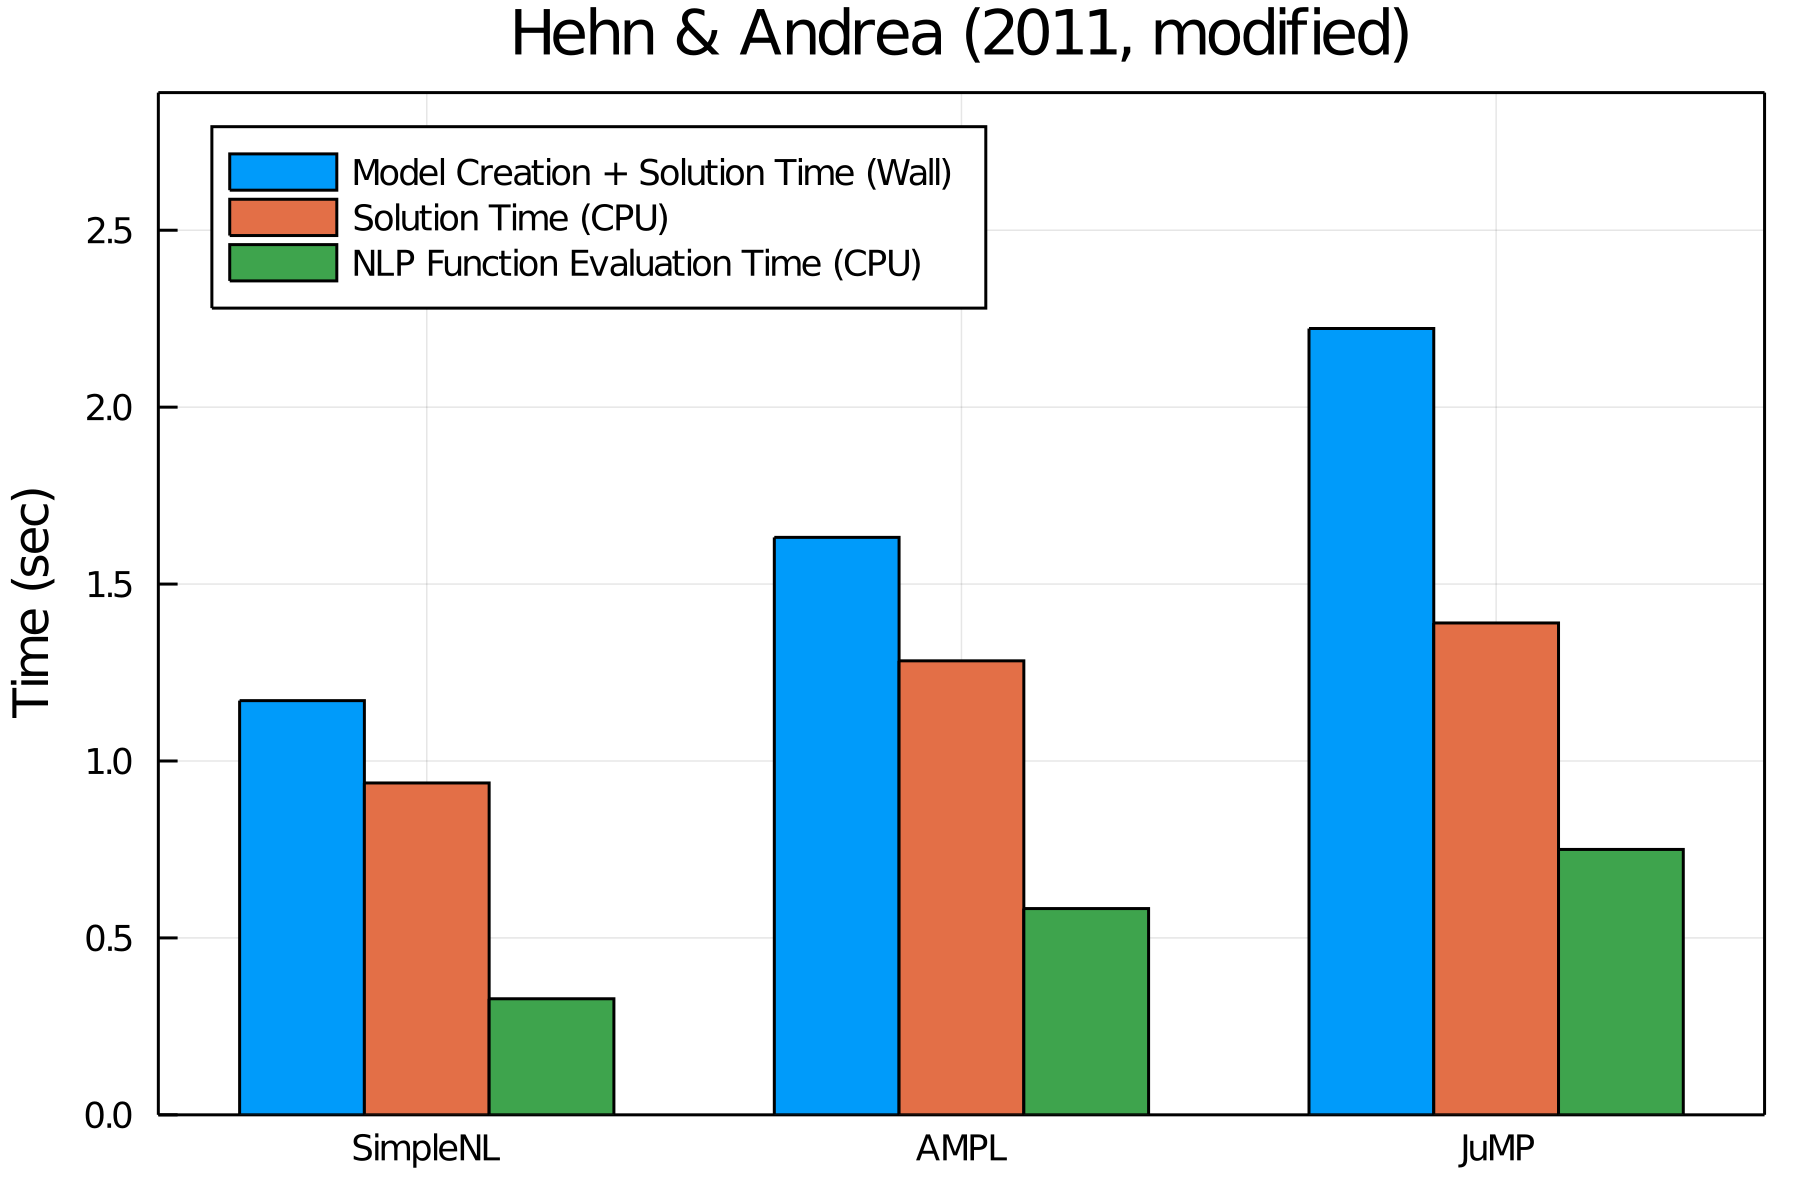 Hehn & Andrea (2011, modified)
Model Creation + Solution Time (Wall)
Solution Time (CPU)
NLP Function Evaluation Time (CPU)
Time (sec)
2.5
2.0
1.5
1.0
0.5
0.0
SimpleNL
AMPL
JuMP